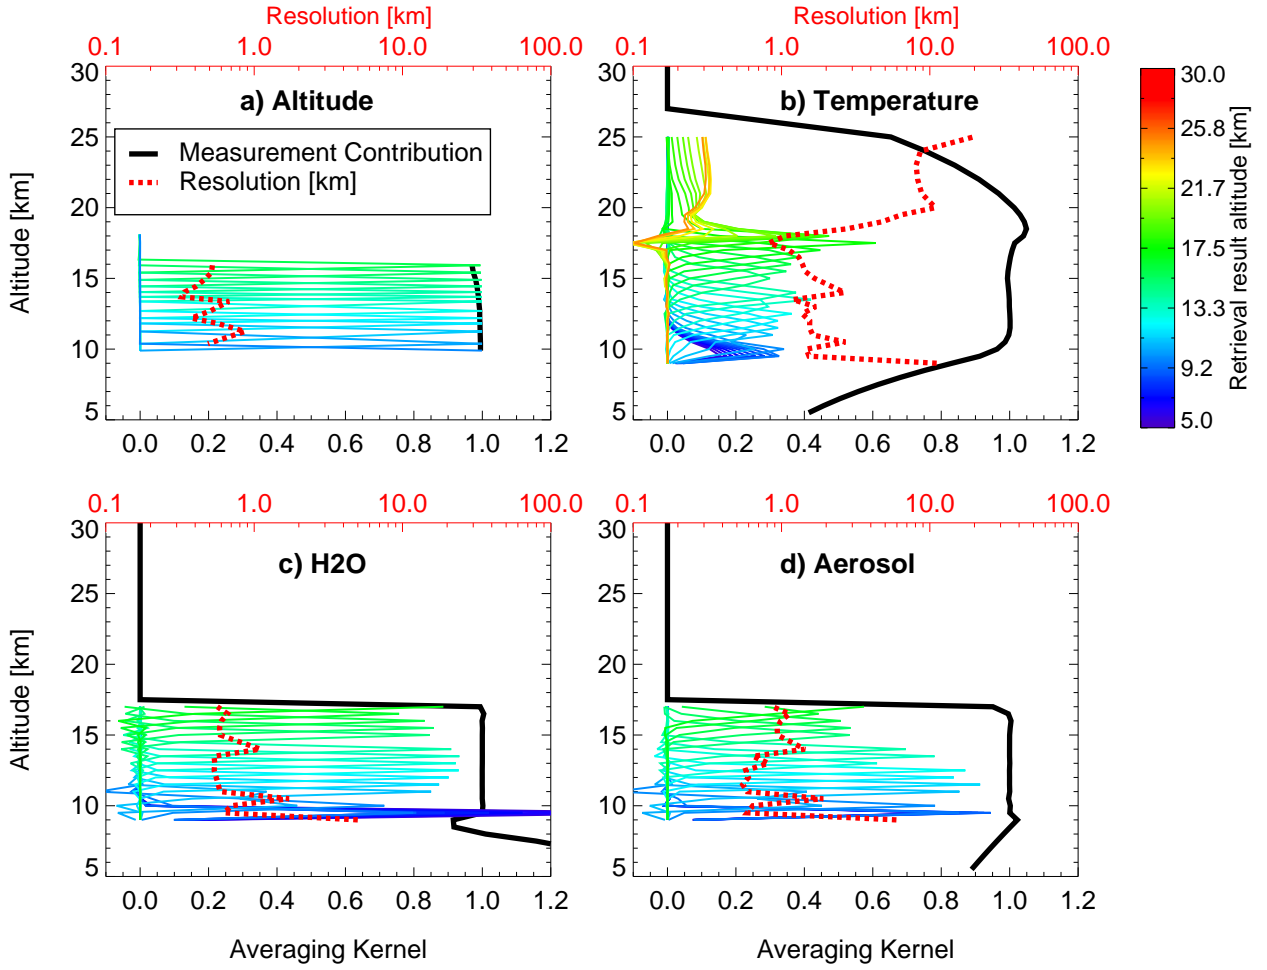 Resolution [km]
Resolution [km]
0.1 1.0 10.0 100.0
0.1 1.0 10.0 100.0
a) Altitude
b) Temperature
Measurement Contribution
Resolution [km]
Altitude [km]
30
25
20
15
10
5
30
25
20
15
10
5
0.0 0.2 0.4 0.6 0.8 1.0 1.2
0.0 0.2 0.4 0.6 0.8 1.0 1.2
30.0
25.8
21.7
17.5
13.3
9.2
5.0
Retrieval result altitude [km]
0.1 1.0 10.0 100.0
0.1 1.0 10.0 100.0
c) H2O
d) Aerosol
Altitude [km]
30
25
20
15
10
5
30
25
20
15
10
5
0.0 0.2 0.4 0.6 0.8 1.0 1.2
0.0 0.2 0.4 0.6 0.8 1.0 1.2
Averaging Kernel
Averaging Kernel